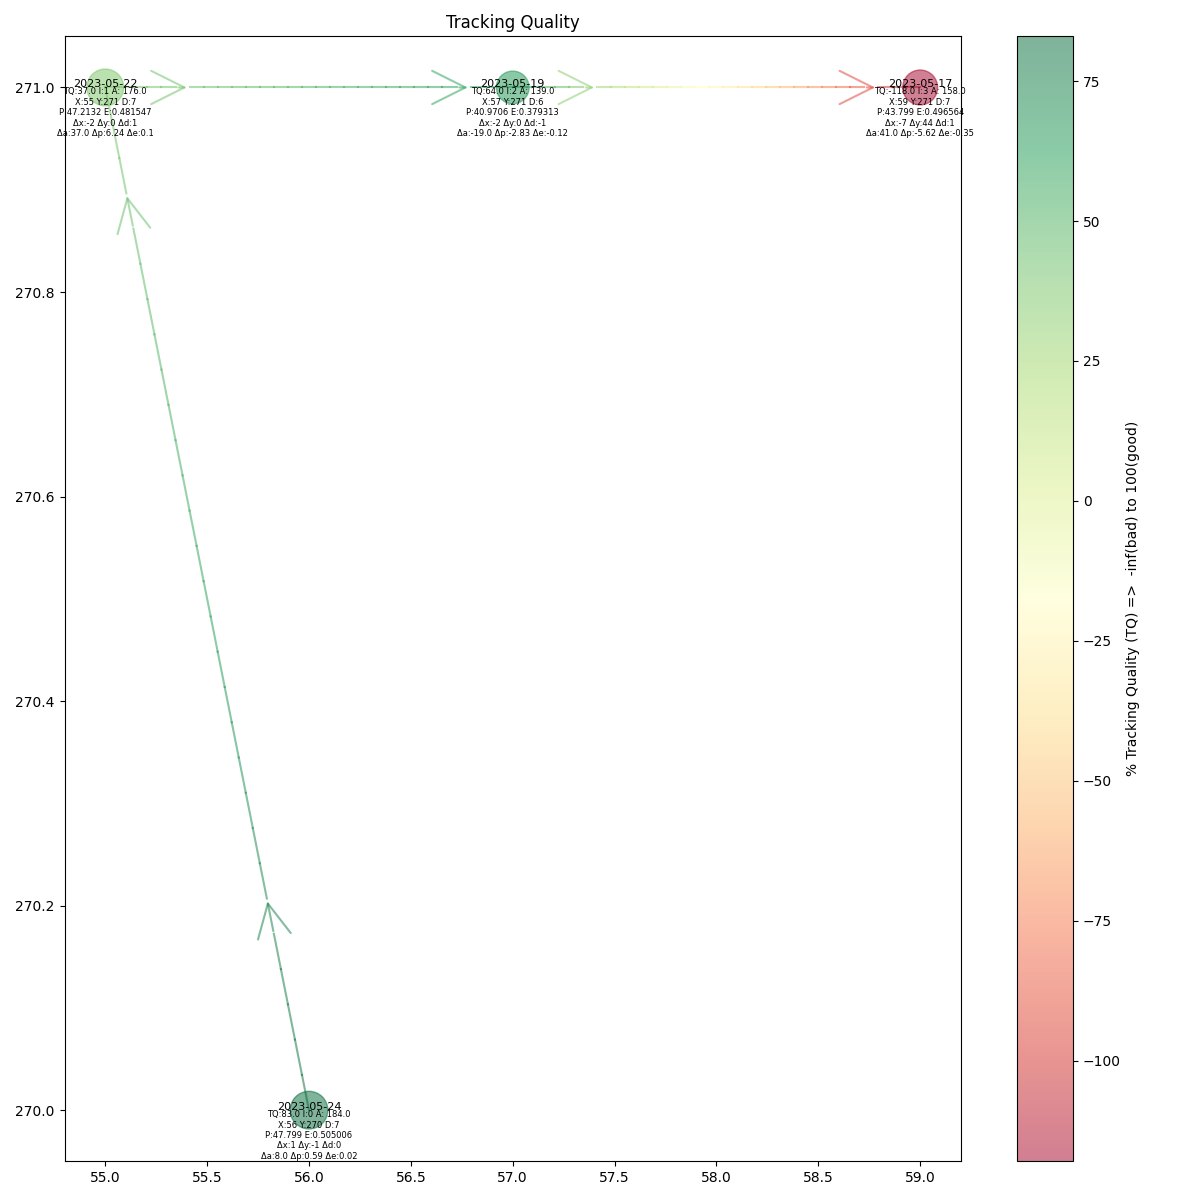 Tracking Quality
2023-05-22
TQ:37.0 I:1 A: 176.0
X:55 Y:271 D:7
P:47.2132 E:0.481547
Δx:-2 Δy:0 Δd:1
Δa:37.0 Δp:6.24 Δe:0.1
2023-05-19
TQ:64.0 I:2 A: 139.0
X:57 Y:271 D:6
P:40.9706 E:0.379313
Δx:-2 Δy:0 Δd:-1
Δa:-19.0 Δp:-2.83 Δe:-0.12
2023-05-17
TQ:-118.0 I:3 A: 158.0
X:59 Y:271 D:7
P:43.799 E:0.496564
Δx:-7 Δy:44 Δd:1
Δa:41.0 Δp:-5.62 Δe:-0.35
2023-05-24
TQ:83.0 I:0 A: 184.0
X:56 Y:270 D:7
P:47.799 E:0.505006
Δx:1 Δy:-1 Δd:0
Δa:8.0 Δp:0.59 Δe:0.02
271.0
270.8
270.6
270.4
270.2
270.0
55.0 55.5 56.0 56.5 57.0 57.5 58.0 58.5 59.0
75
50
25
0
−25
−50
−75
−100
% Tracking Quality (TQ) => -inf(bad) to 100(good)